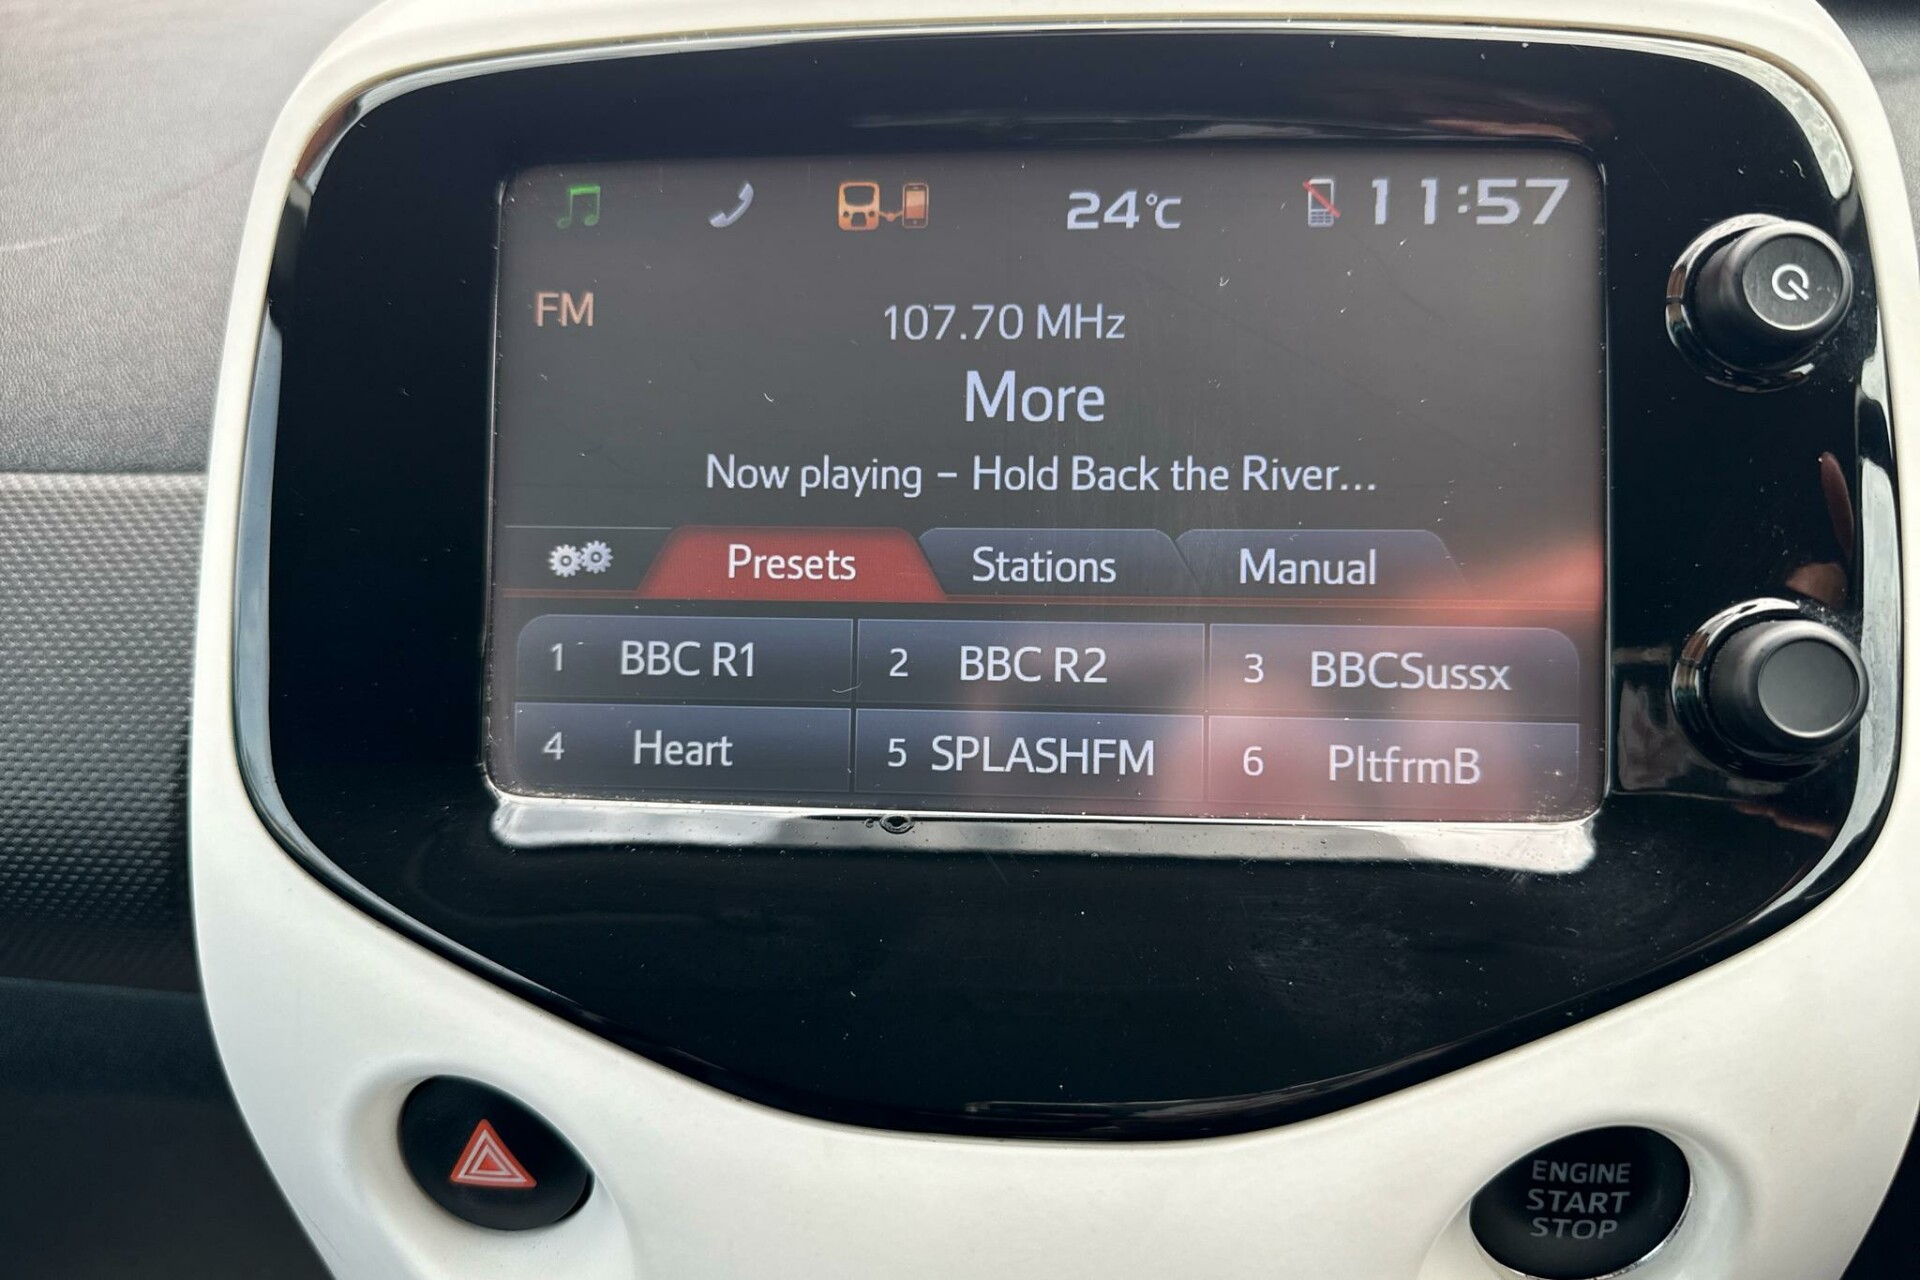 24°C 11:57
FM
107.70 MHz
More
Now playing – Hold Back the River...
Presets Stations Manual
1 BBC R1 2 BBC R2 3 BBCSussx
4 Heart 5 SPLASHFM 6 PltfrmB
ENGINE
START
STOP